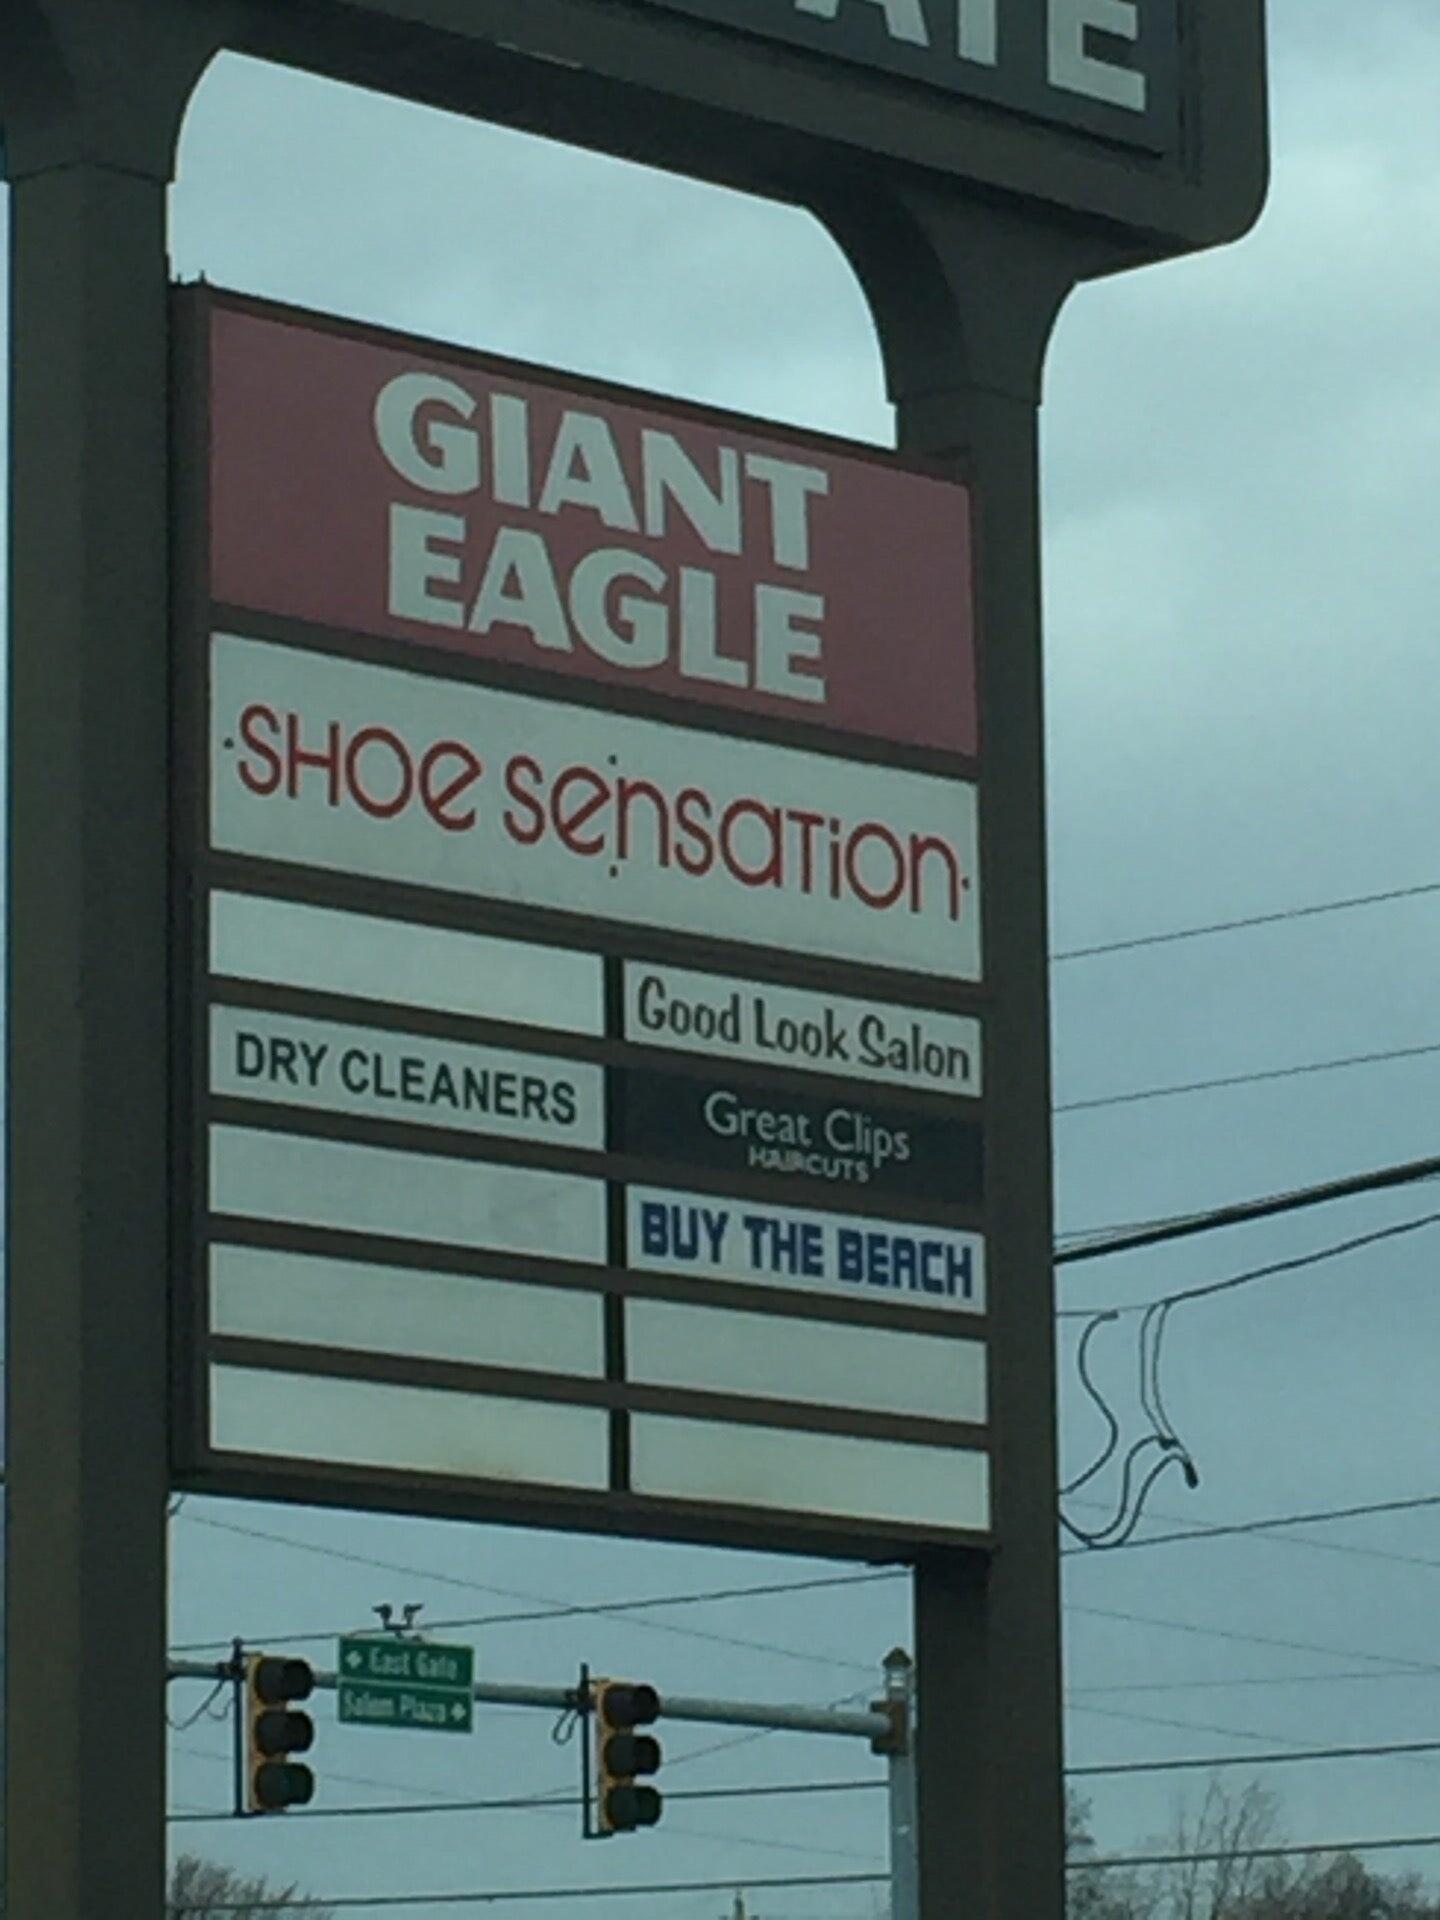 ATE
GIANT
EAGLE
SHOE SENSATION
Good Look Salon
DRY CLEANERS
Great Clips
HAIRCUTS
BUY THE BEACH
East Gate
Salem Plaza